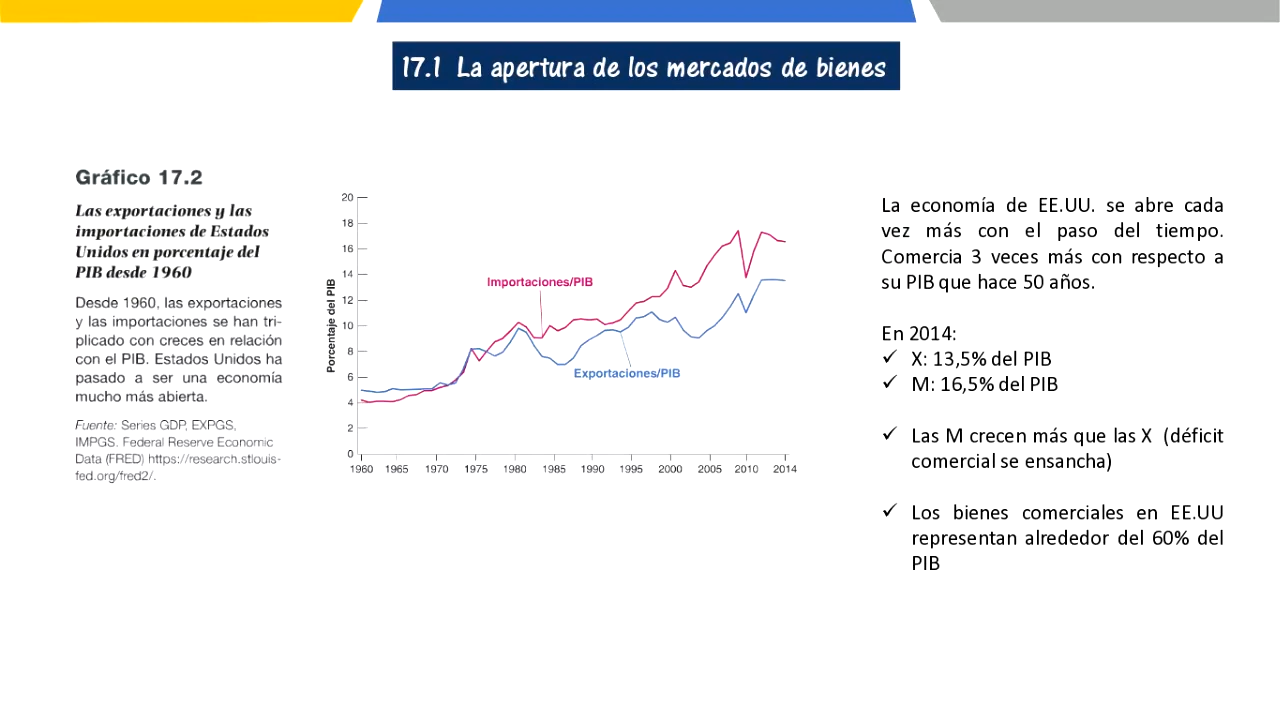 17.1 La apertura de los mercados de bienes
Gráfico 17.2
Las exportaciones y las
importaciones de Estados
Unidos en porcentaje del
PIB desde 1960
Desde 1960, las exportaciones
y las importaciones se han tri-
plicado con creces en relación
con el PIB. Estados Unidos ha
pasado a ser una economía
mucho más abierta.
Fuente: Series GDP, EXPGS,
IMPGS. Federal Reserve Economic
Data (FRED) https://research.stlouis-
fed.org/fred2/.
Porcentaje del PIB
20
18
16
14
12
10
8
6
4
2
0
Importaciones/PIB
Exportaciones/PIB
1960 1965 1970 1975 1980 1985 1990 1995 2000 2005 2010 2014
La economía de EE.UU. se abre cada
vez más con el paso del tiempo.
Comercia 3 veces más con respecto a
su PIB que hace 50 años.
En 2014:
✓ X: 13,5% del PIB
✓ M: 16,5% del PIB
✓ Las M crecen más que las X (déficit
comercial se ensancha)
✓ Los bienes comerciales en EE.UU
representan alrededor del 60% del
PIB